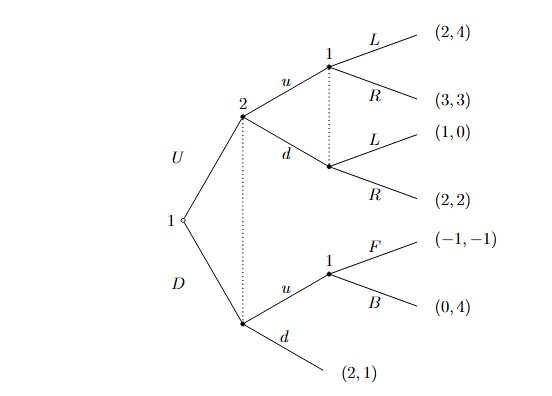 L
(2, 4)
1
u
R
(3, 3)
2
L
(1, 0)
d
U
R
(2, 2)
1
F
(−1, −1)
1
D
u
B
(0, 4)
d
(2, 1)